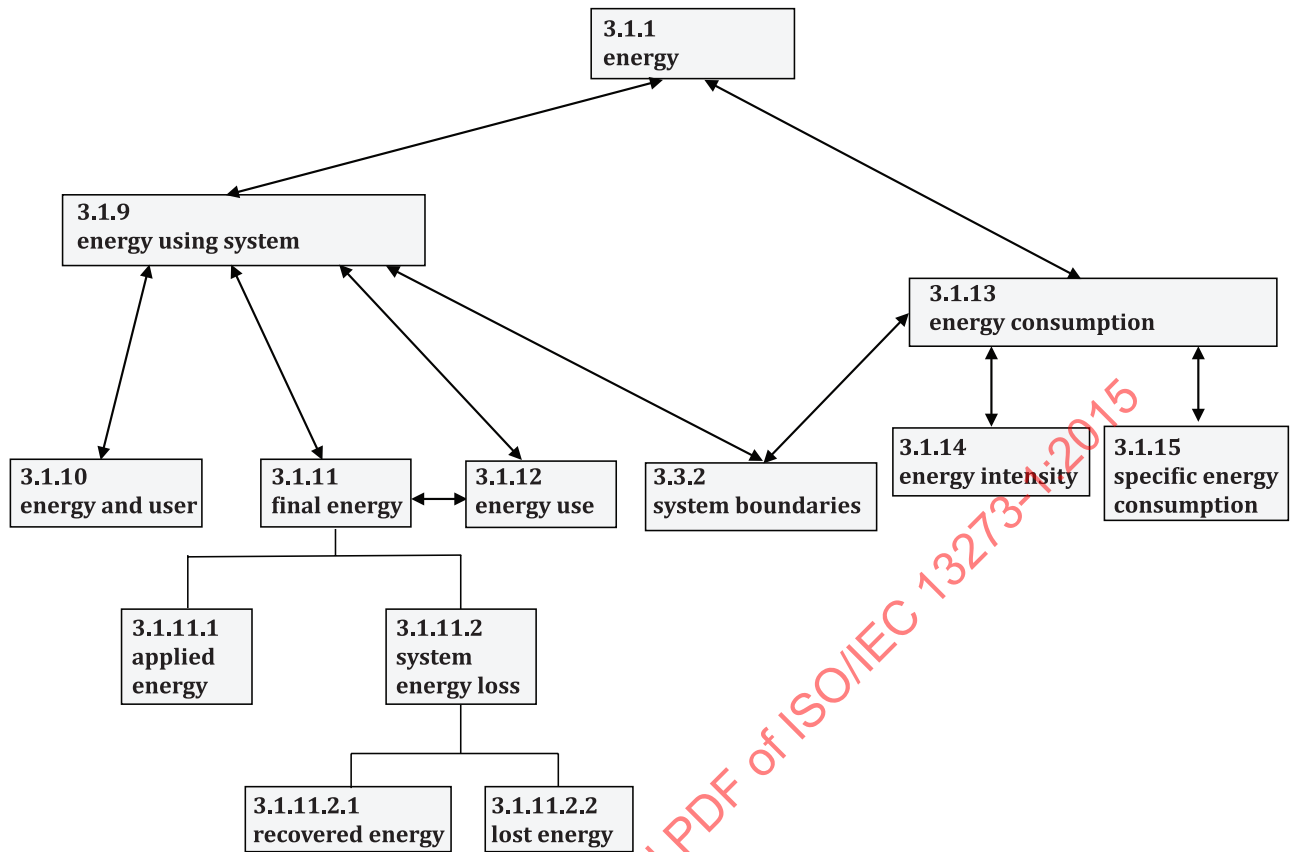 3.1.1
energy
3.1.9
energy using system
3.1.13
energy consumption
3.1.10
energy and user
3.1.11
final energy
3.1.12
energy use
3.3.2
system boundaries
3.1.14
energy intensity
3.1.15
specific energy
consumption
3.1.11.1
applied
energy
3.1.11.2
system
energy loss
3.1.11.2.1
recovered energy
3.1.11.2.2
lost energy
PDF of ISO/IEC 13273-1:2015